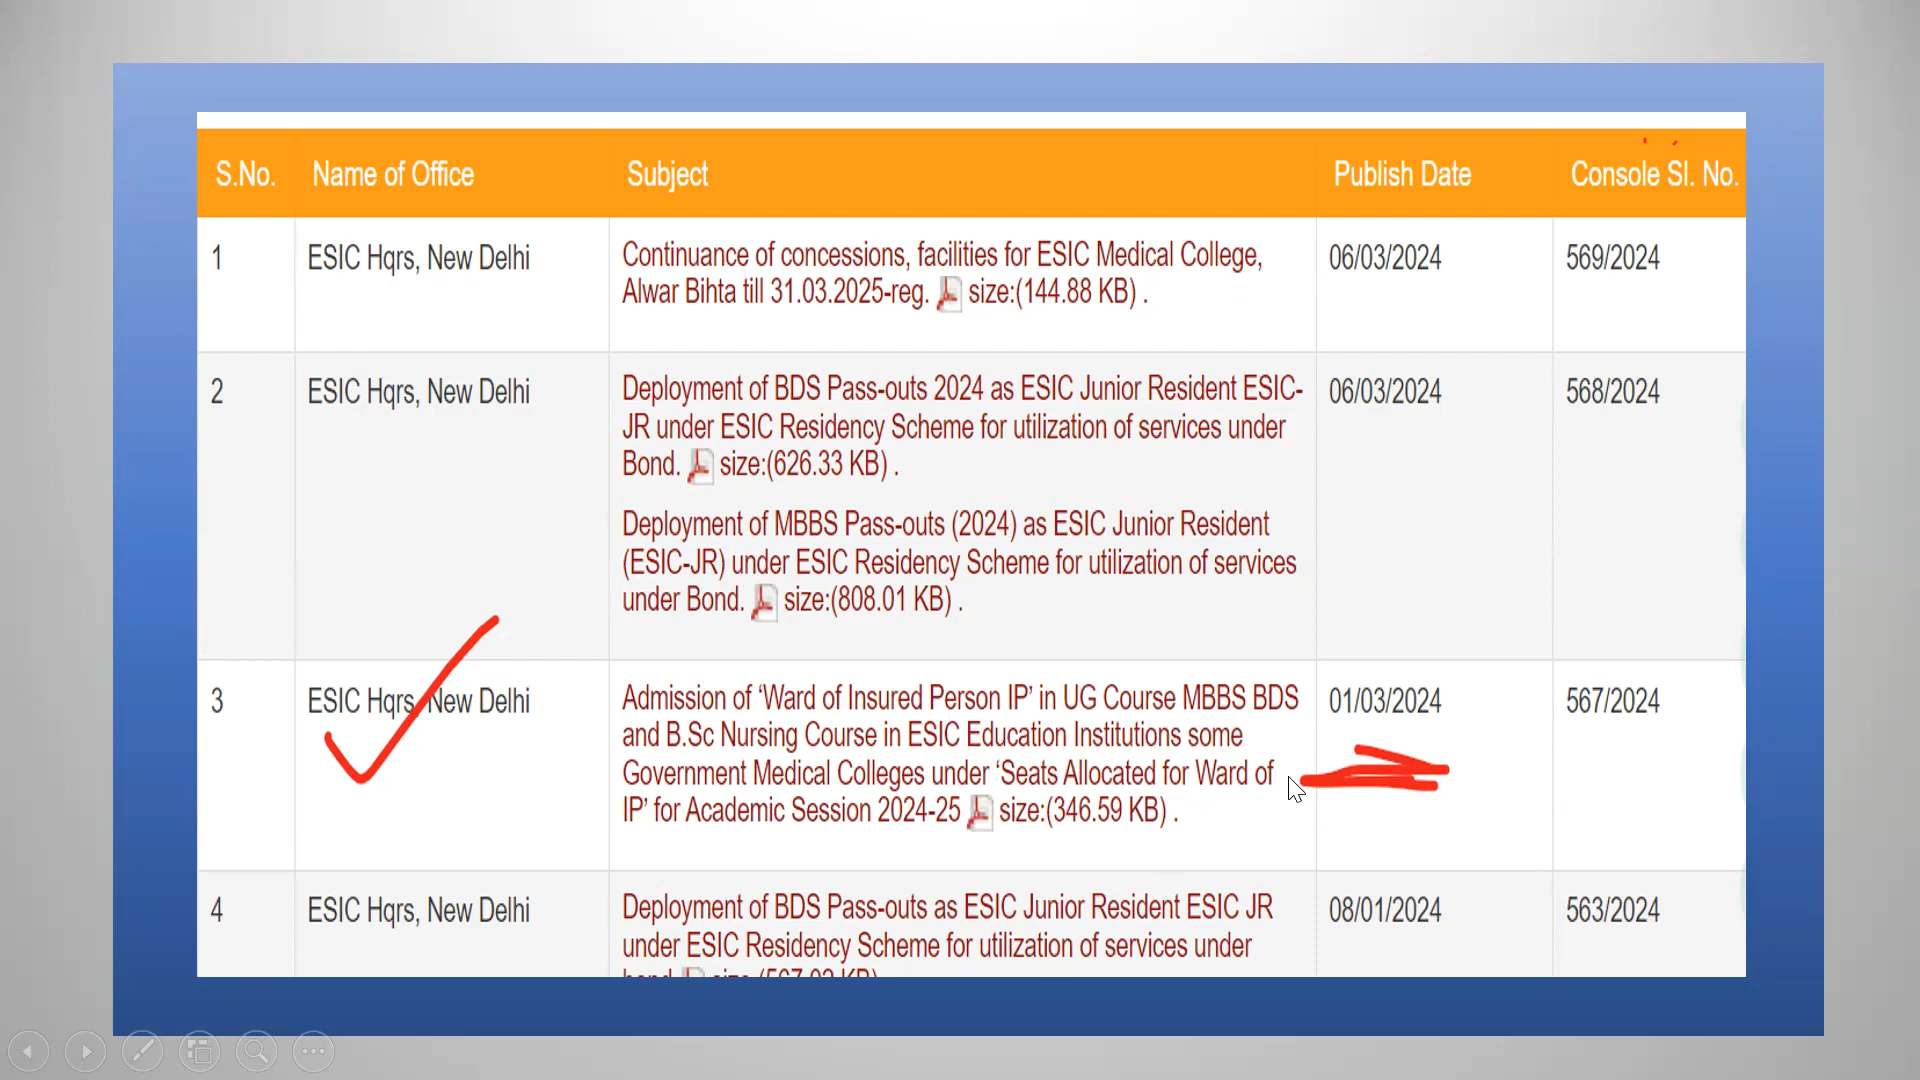 S.No. Name of Office Subject Publish Date Console Sl. No.
1 ESIC Hqrs, New Delhi Continuance of concessions, facilities for ESIC Medical College, 06/03/2024 569/2024
Alwar Bihta till 31.03.2025-reg. size:(144.88 KB) .
2 ESIC Hqrs, New Delhi Deployment of BDS Pass-outs 2024 as ESIC Junior Resident ESIC- 06/03/2024 568/2024
JR under ESIC Residency Scheme for utilization of services under
Bond. size:(626.33 KB) .
Deployment of MBBS Pass-outs (2024) as ESIC Junior Resident
(ESIC-JR) under ESIC Residency Scheme for utilization of services
under Bond. size:(808.01 KB) .
3 ESIC Hqrs, New Delhi Admission of ‘Ward of Insured Person IP’ in UG Course MBBS BDS 01/03/2024 567/2024
and B.Sc Nursing Course in ESIC Education Institutions some
Government Medical Colleges under ‘Seats Allocated for Ward of
IP’ for Academic Session 2024-25 size:(346.59 KB) .
4 ESIC Hqrs, New Delhi Deployment of BDS Pass-outs as ESIC Junior Resident ESIC JR 08/01/2024 563/2024
under ESIC Residency Scheme for utilization of services under